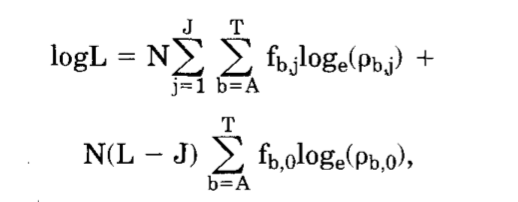 logL = N∑_{j=1}^{J} ∑_{b=A}^{T} f_{b,j}log_e(ρ_{b,j}) +
N(L − J) ∑_{b=A}^{T} f_{b,0}log_e(ρ_{b,0}),